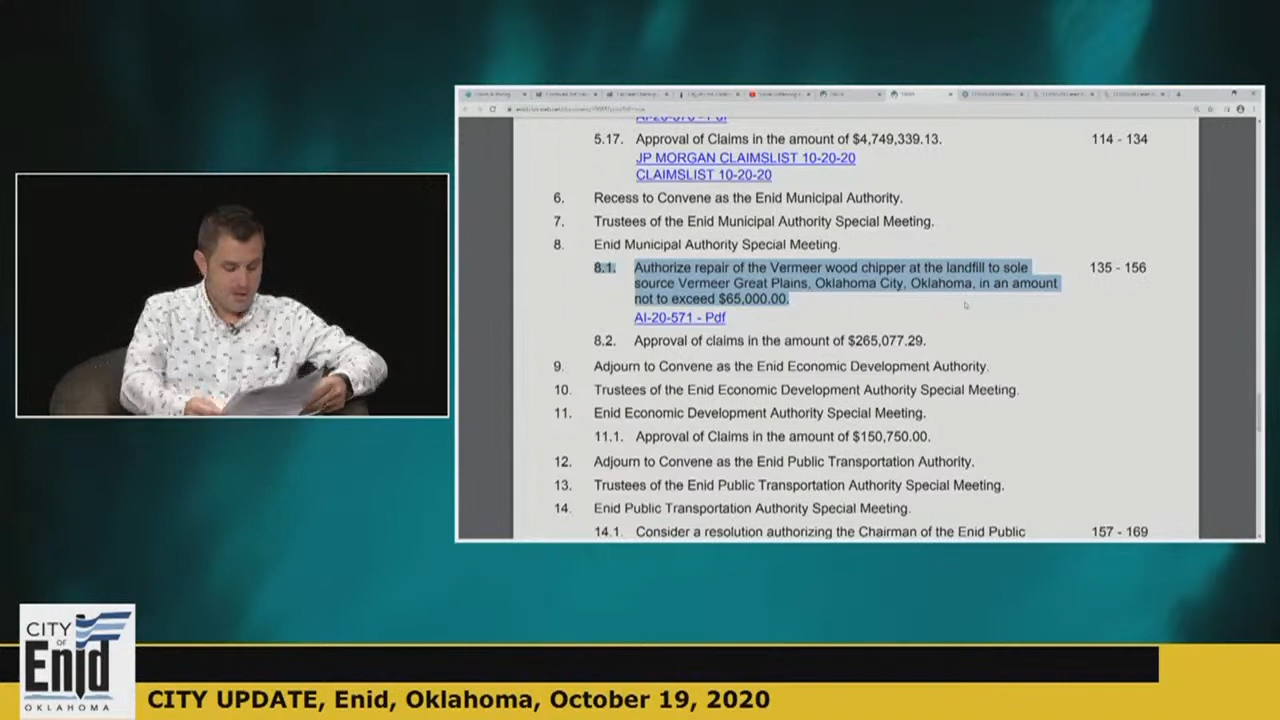 5.17. Approval of Claims in the amount of $4,749,339.13. 114 - 134
JP MORGAN CLAIMSLIST 10-20-20
CLAIMSLIST 10-20-20
6. Recess to Convene as the Enid Municipal Authority.
7. Trustees of the Enid Municipal Authority Special Meeting.
8. Enid Municipal Authority Special Meeting.
8.1. Authorize repair of the Vermeer wood chipper at the landfill to sole 135 - 156
source Vermeer Great Plains, Oklahoma City, Oklahoma, in an amount
not to exceed $65,000.00.
AI-20-571 - Pdf
8.2. Approval of claims in the amount of $265,077.29.
9. Adjourn to Convene as the Enid Economic Development Authority.
10. Trustees of the Enid Economic Development Authority Special Meeting.
11. Enid Economic Development Authority Special Meeting.
11.1. Approval of Claims in the amount of $150,750.00.
12. Adjourn to Convene as the Enid Public Transportation Authority.
13. Trustees of the Enid Public Transportation Authority Special Meeting.
14. Enid Public Transportation Authority Special Meeting.
14.1. Consider a resolution authorizing the Chairman of the Enid Public 157 - 169
CITY
OF
Enid
OKLAHOMA
CITY UPDATE, Enid, Oklahoma, October 19, 2020